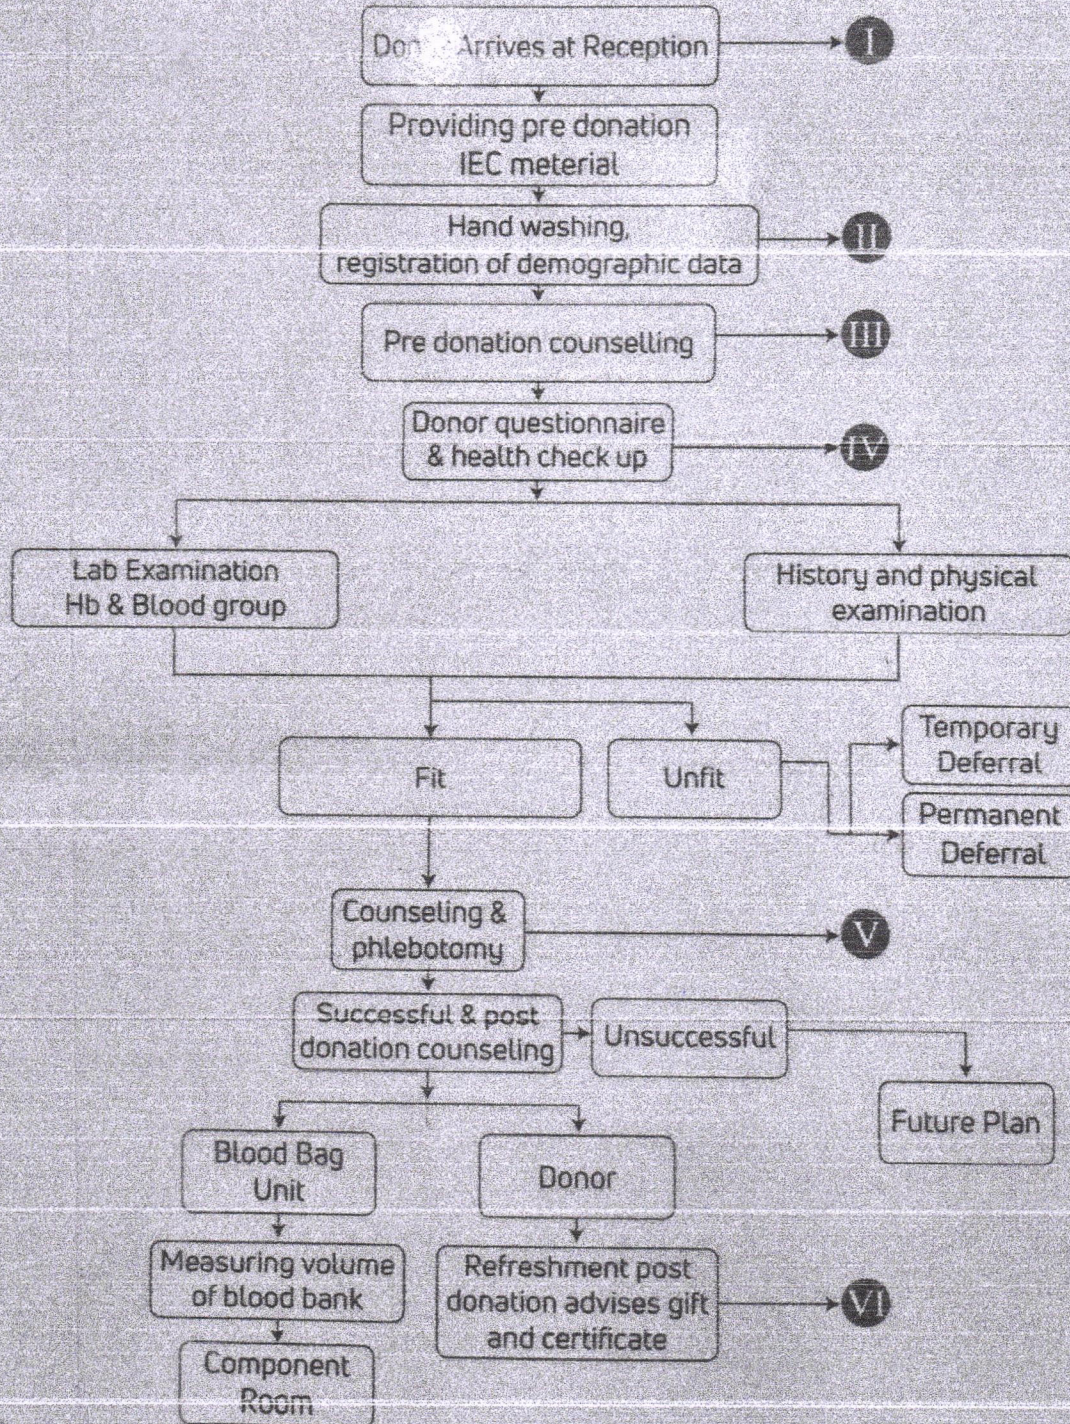 Don Arrives at Reception
I
Providing pre donation
IEC meterial
Hand washing,
registration of demographic data
II
Pre donation counselling
III
Donor questionnaire
& health check up
IV
Lab Examination
Hb & Blood group
History and physical
examination
Fit
Unfit
Temporary
Deferral
Permanent
Deferral
Counseling &
phlebotomy
V
Successful & post
donation counseling
Unsuccessful
Future Plan
Blood Bag
Unit
Donor
Measuring volume
of blood bank
Refreshment post
donation advises gift
and certificate
VI
Component
Room